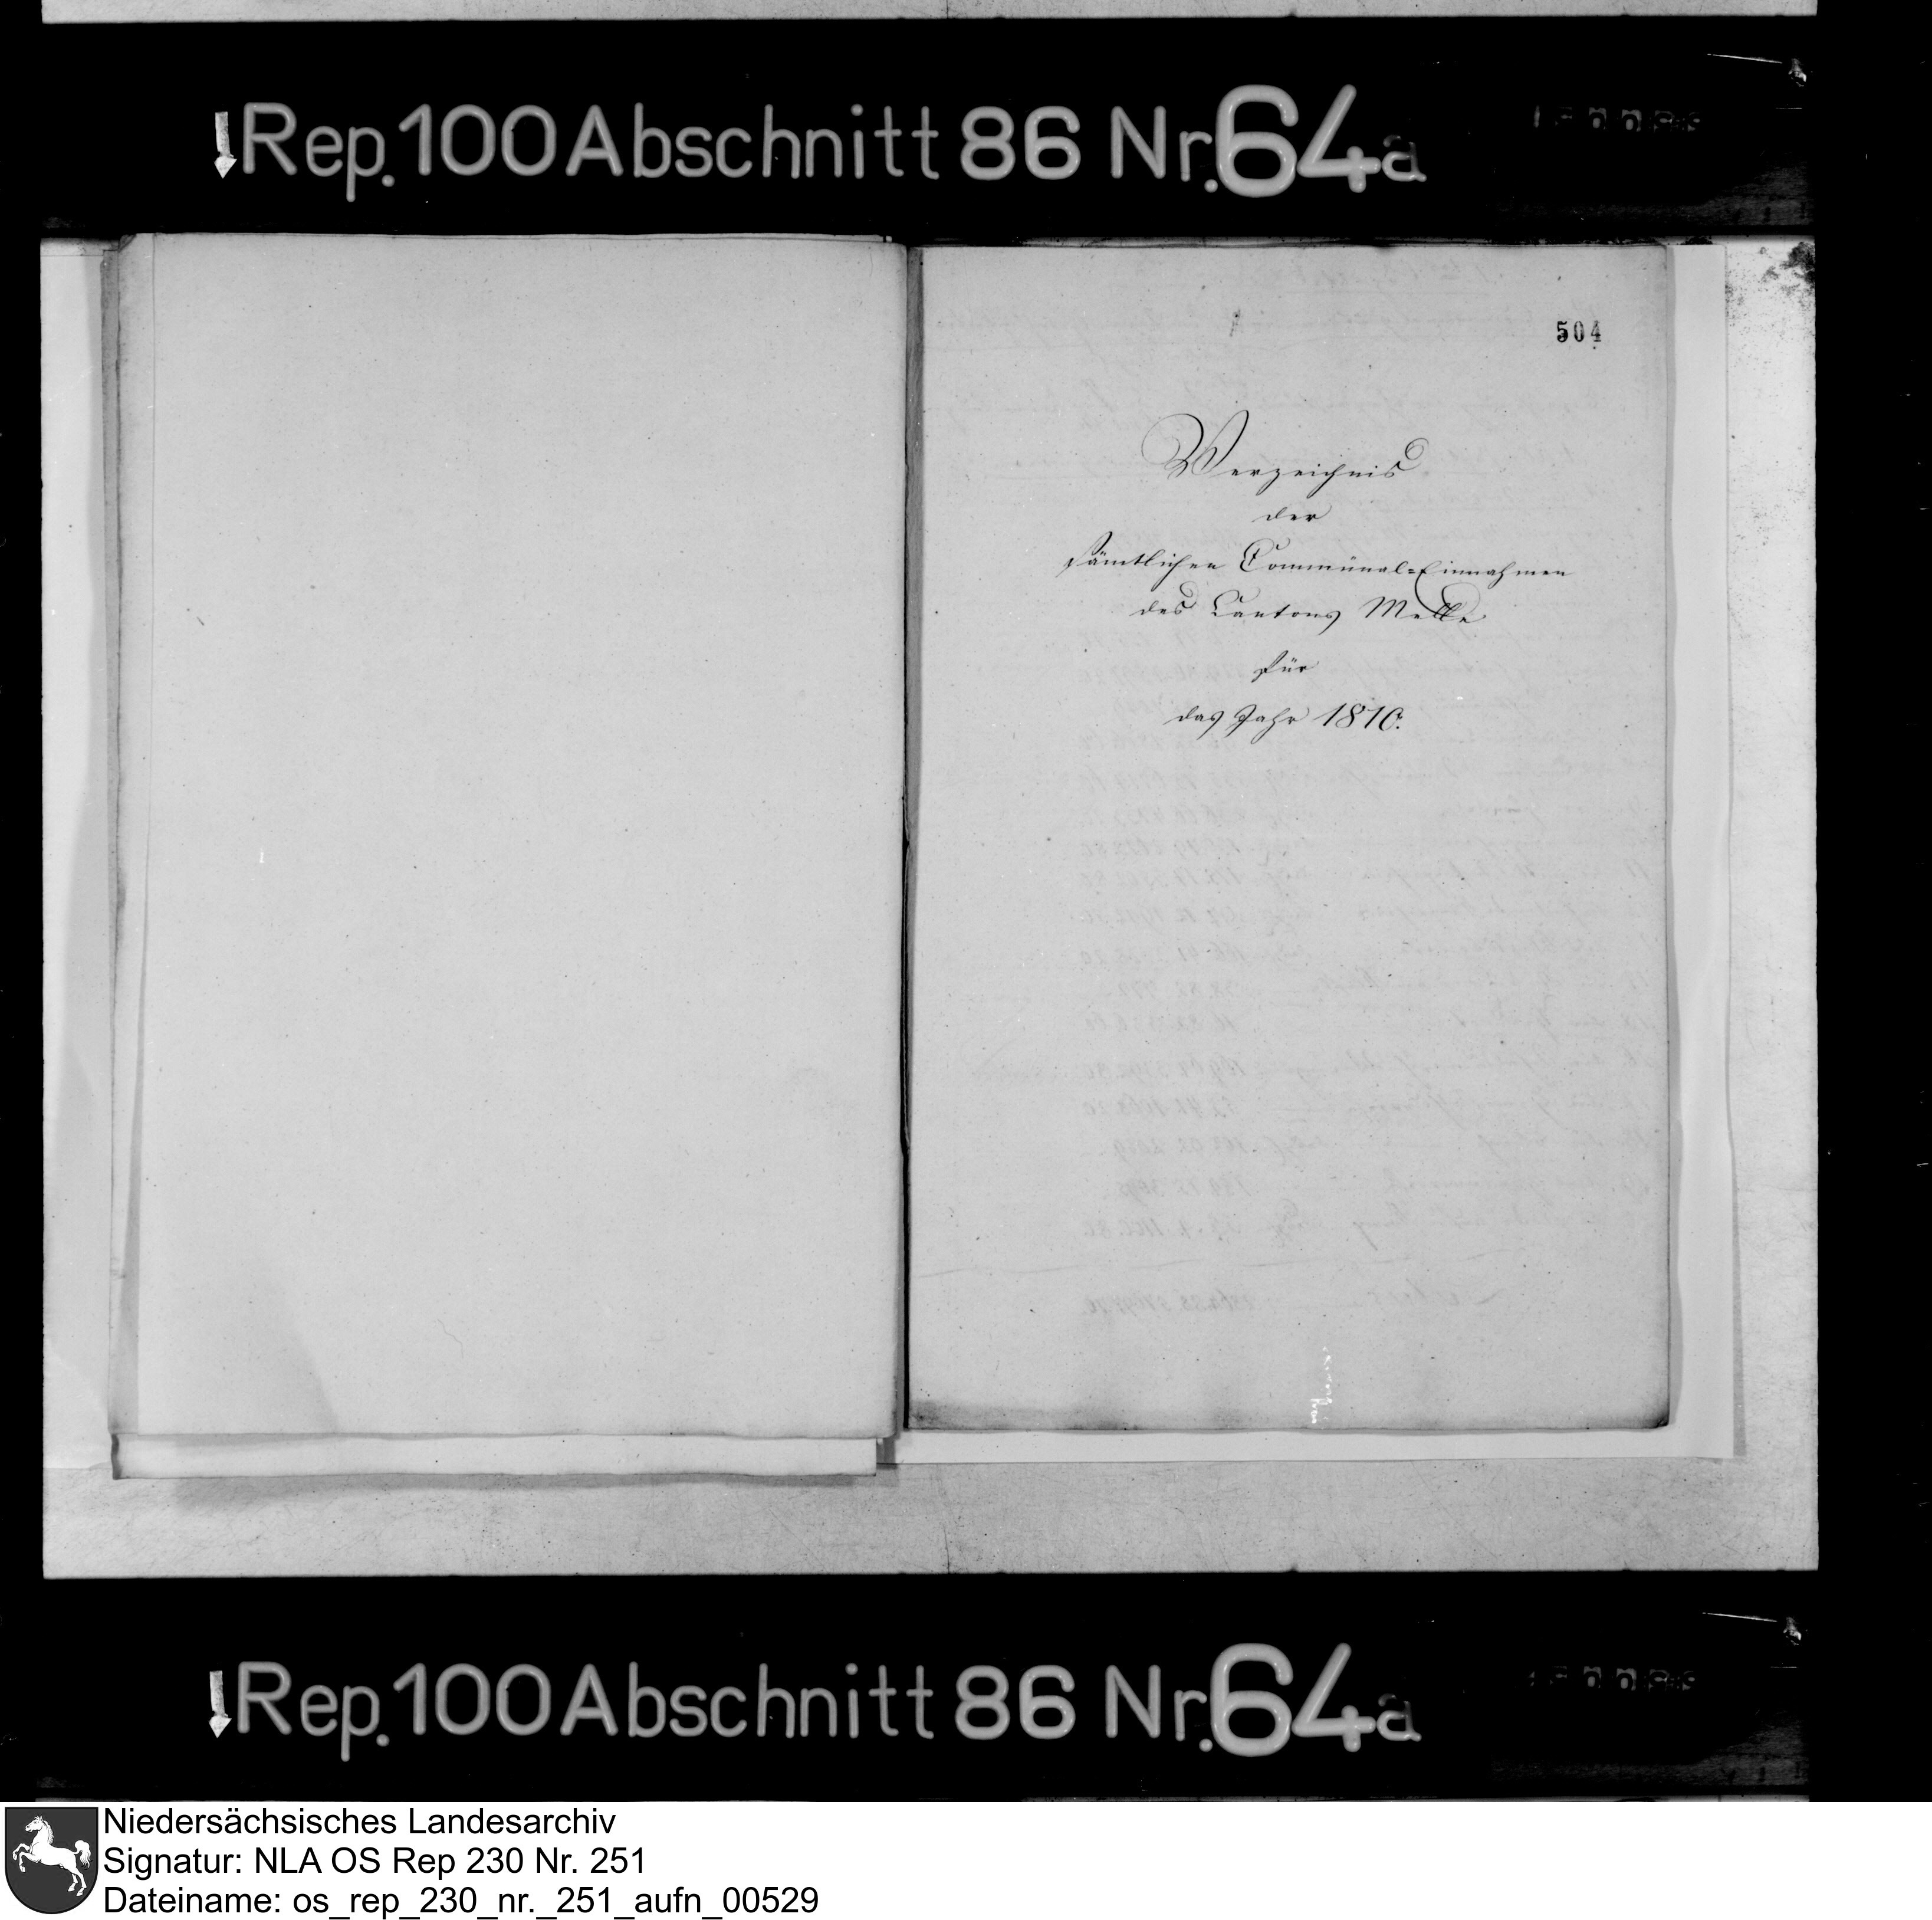 Rep. 100 Abschnitt 86 Nr. 64a
504
Verzeichnis
der
sämtlichen Communal-Einnahmen
des Cantons Melle
für
das Jahr 1810.
Rep. 100 Abschnitt 86 Nr. 64a
Niedersächsisches Landesarchiv
Signatur: NLA OS Rep 230 Nr. 251
Dateiname: os_rep_230_nr._251_aufn_00529